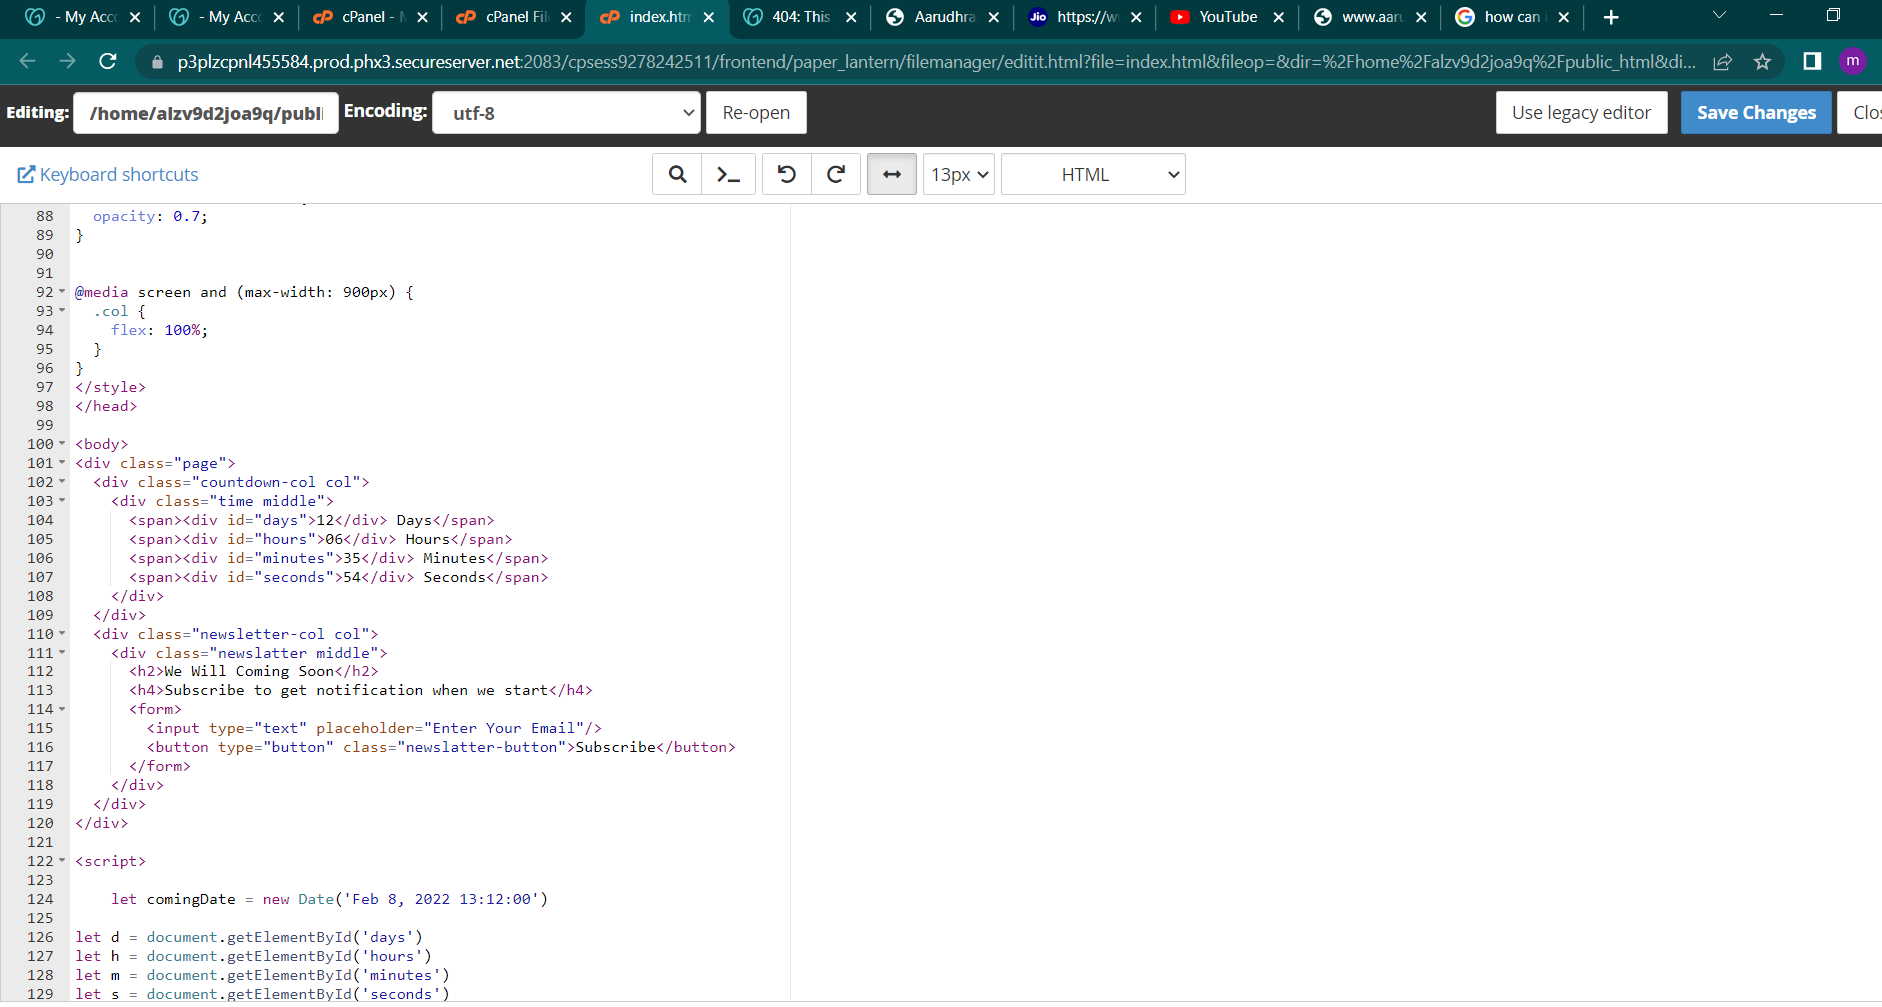 - My Acc
- My Acc
cPanel -
cPanel Fil
index.htm
404: This
Aarudhra
Jio https://w
YouTube
www.aaru
how can i
p3plzcpnl455584.prod.phx3.secureserver.net:2083/cpsess9278242511/frontend/paper_lantern/filemanager/editit.html?file=index.html&fileop=&dir=%2Fhome%2Falzv9d2joa9q%2Fpublic_html&di...
m
Editing: /home/alzv9d2joa9q/publi Encoding: utf-8 Re-open Use legacy editor Save Changes Clo
Keyboard shortcuts 13px HTML
88 opacity: 0.7;
89 }
90
91
92 @media screen and (max-width: 900px) {
93 .col {
94 flex: 100%;
95 }
96 }
97 </style>
98 </head>
99
100 <body>
101 <div class="page">
102 <div class="countdown-col col">
103 <div class="time middle">
104 <span><div id="days">12</div> Days</span>
105 <span><div id="hours">06</div> Hours</span>
106 <span><div id="minutes">35</div> Minutes</span>
107 <span><div id="seconds">54</div> Seconds</span>
108 </div>
109 </div>
110 <div class="newsletter-col col">
111 <div class="newslatter middle">
112 <h2>We Will Coming Soon</h2>
113 <h4>Subscribe to get notification when we start</h4>
114 <form>
115 <input type="text" placeholder="Enter Your Email"/>
116 <button type="button" class="newslatter-button">Subscribe</button>
117 </form>
118 </div>
119 </div>
120 </div>
121
122 <script>
123
124 let comingDate = new Date('Feb 8, 2022 13:12:00')
125
126 let d = document.getElementById('days')
127 let h = document.getElementById('hours')
128 let m = document.getElementById('minutes')
129 let s = document.getElementById('seconds')